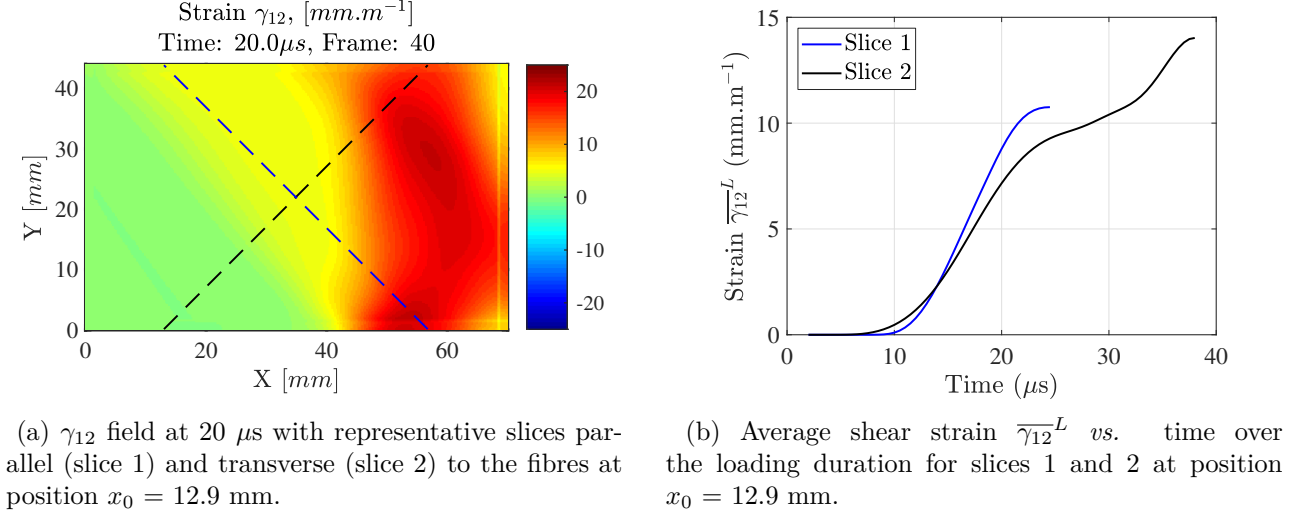 Strain γ₁₂, [mm.m⁻¹]
Time: 20.0μs, Frame: 40
40
30
20
10
0
Y [mm]
0 20 40 60
X [mm]
20
10
0
-10
-20
15
10
5
0
Strain γ₁₂̅ᴸ (mm.m⁻¹)
Slice 1
Slice 2
0 10 20 30 40
Time (μs)
(a) γ₁₂ field at 20 μs with representative slices par-
allel (slice 1) and transverse (slice 2) to the fibres at
position x₀ = 12.9 mm.
(b) Average shear strain γ₁₂̅ᴸ vs. time over
the loading duration for slices 1 and 2 at position
x₀ = 12.9 mm.